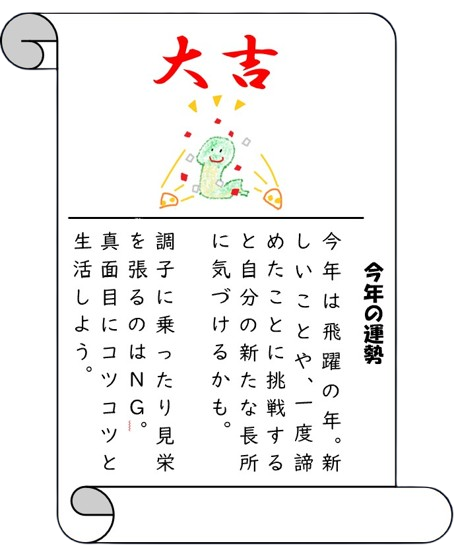 大吉
今年の運勢
今年は飛躍の年。新
しいことや、一度諦
めたことに挑戦する
と自分の新たな長所
に気づけるかも。
調子に乗ったり見栄
を張るのはNG。
真面目にコツコツと
生活しよう。